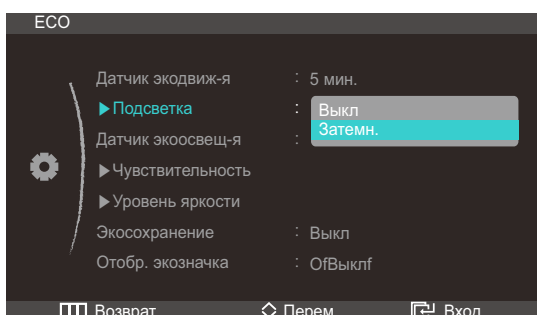 ECO
Датчик экодвиж-я : 5 мин.
▶Подсветка : Выкл
Затемн.
Датчик экоосвещ-я :
▶Чувствительность
▶Уровень яркости
Экосохранение : Выкл
Отобр. экозначка : OfВыклf
Возврат Перем. Вход